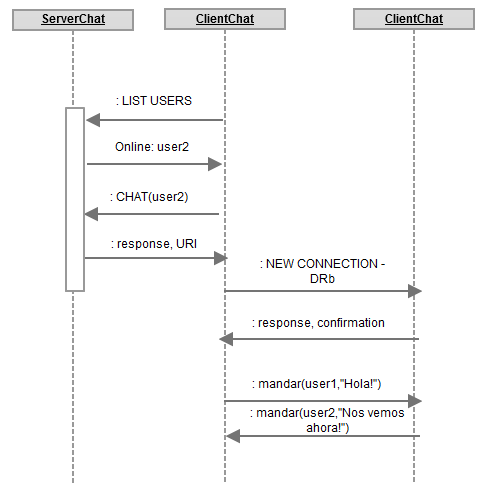 ServerChat
ClientChat
ClientChat
: LIST USERS
Online: user2
: CHAT(user2)
: response, URI
: NEW CONNECTION -
DRb
: response, confirmation
: mandar(user1,"Hola!")
: mandar(user2,"Nos vemos
ahora!")